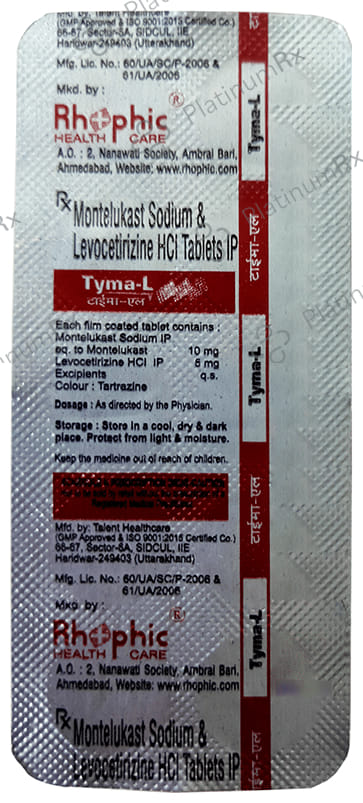 Mfd. by: Talent Healthcare
(GMP Approved & ISO 9001:2015 Certified Co.)
66-67, Sector-6A, SIDCUL, IIE
Haridwar-249403 (Uttarakhand)
Mfg. Lic. No.: 60/UA/SC/P-2006 &
61/UA/2006
Mkd. by :
Rhophic®
HEALTH CARE
A.O. : 2, Nanawati Society, Ambral Bari,
Ahmedabad, Website: www.rhophic.com
Rx Montelukast Sodium &
Levocetirizine HCl Tablets IP
Tyma-L
टाईमा-एल
Each film coated tablet contains :
Montelukast Sodium IP
eq. to Montelukast 10 mg
Levocetirizine HCl IP 5 mg
Excipients q.s.
Colour : Tartrazine
Dosage : As directed by the Physician.
Storage : Store in a cool, dry & dark
place. Protect from light & moisture.
Keep the medicine out of reach of children.
Mfd. by: Talent Healthcare
(GMP Approved & ISO 9001:2015 Certified Co.)
66-67, Sector-6A, SIDCUL, IIE
Haridwar-249403 (Uttarakhand)
Mfg. Lic. No.: 60/UA/SC/P-2006 &
61/UA/2006
Mkd. by :
Rhophic®
HEALTH CARE
A.O. : 2, Nanawati Society, Ambral Bari,
Ahmedabad, Website: www.rhophic.com
Rx Montelukast Sodium &
Levocetirizine HCl Tablets IP
Tyma-L
टाईमा-एल
Tyma-L
टाईमा-एल
Tyma-L
टाईमा-एल
PlatinumRx
PlatinumRx